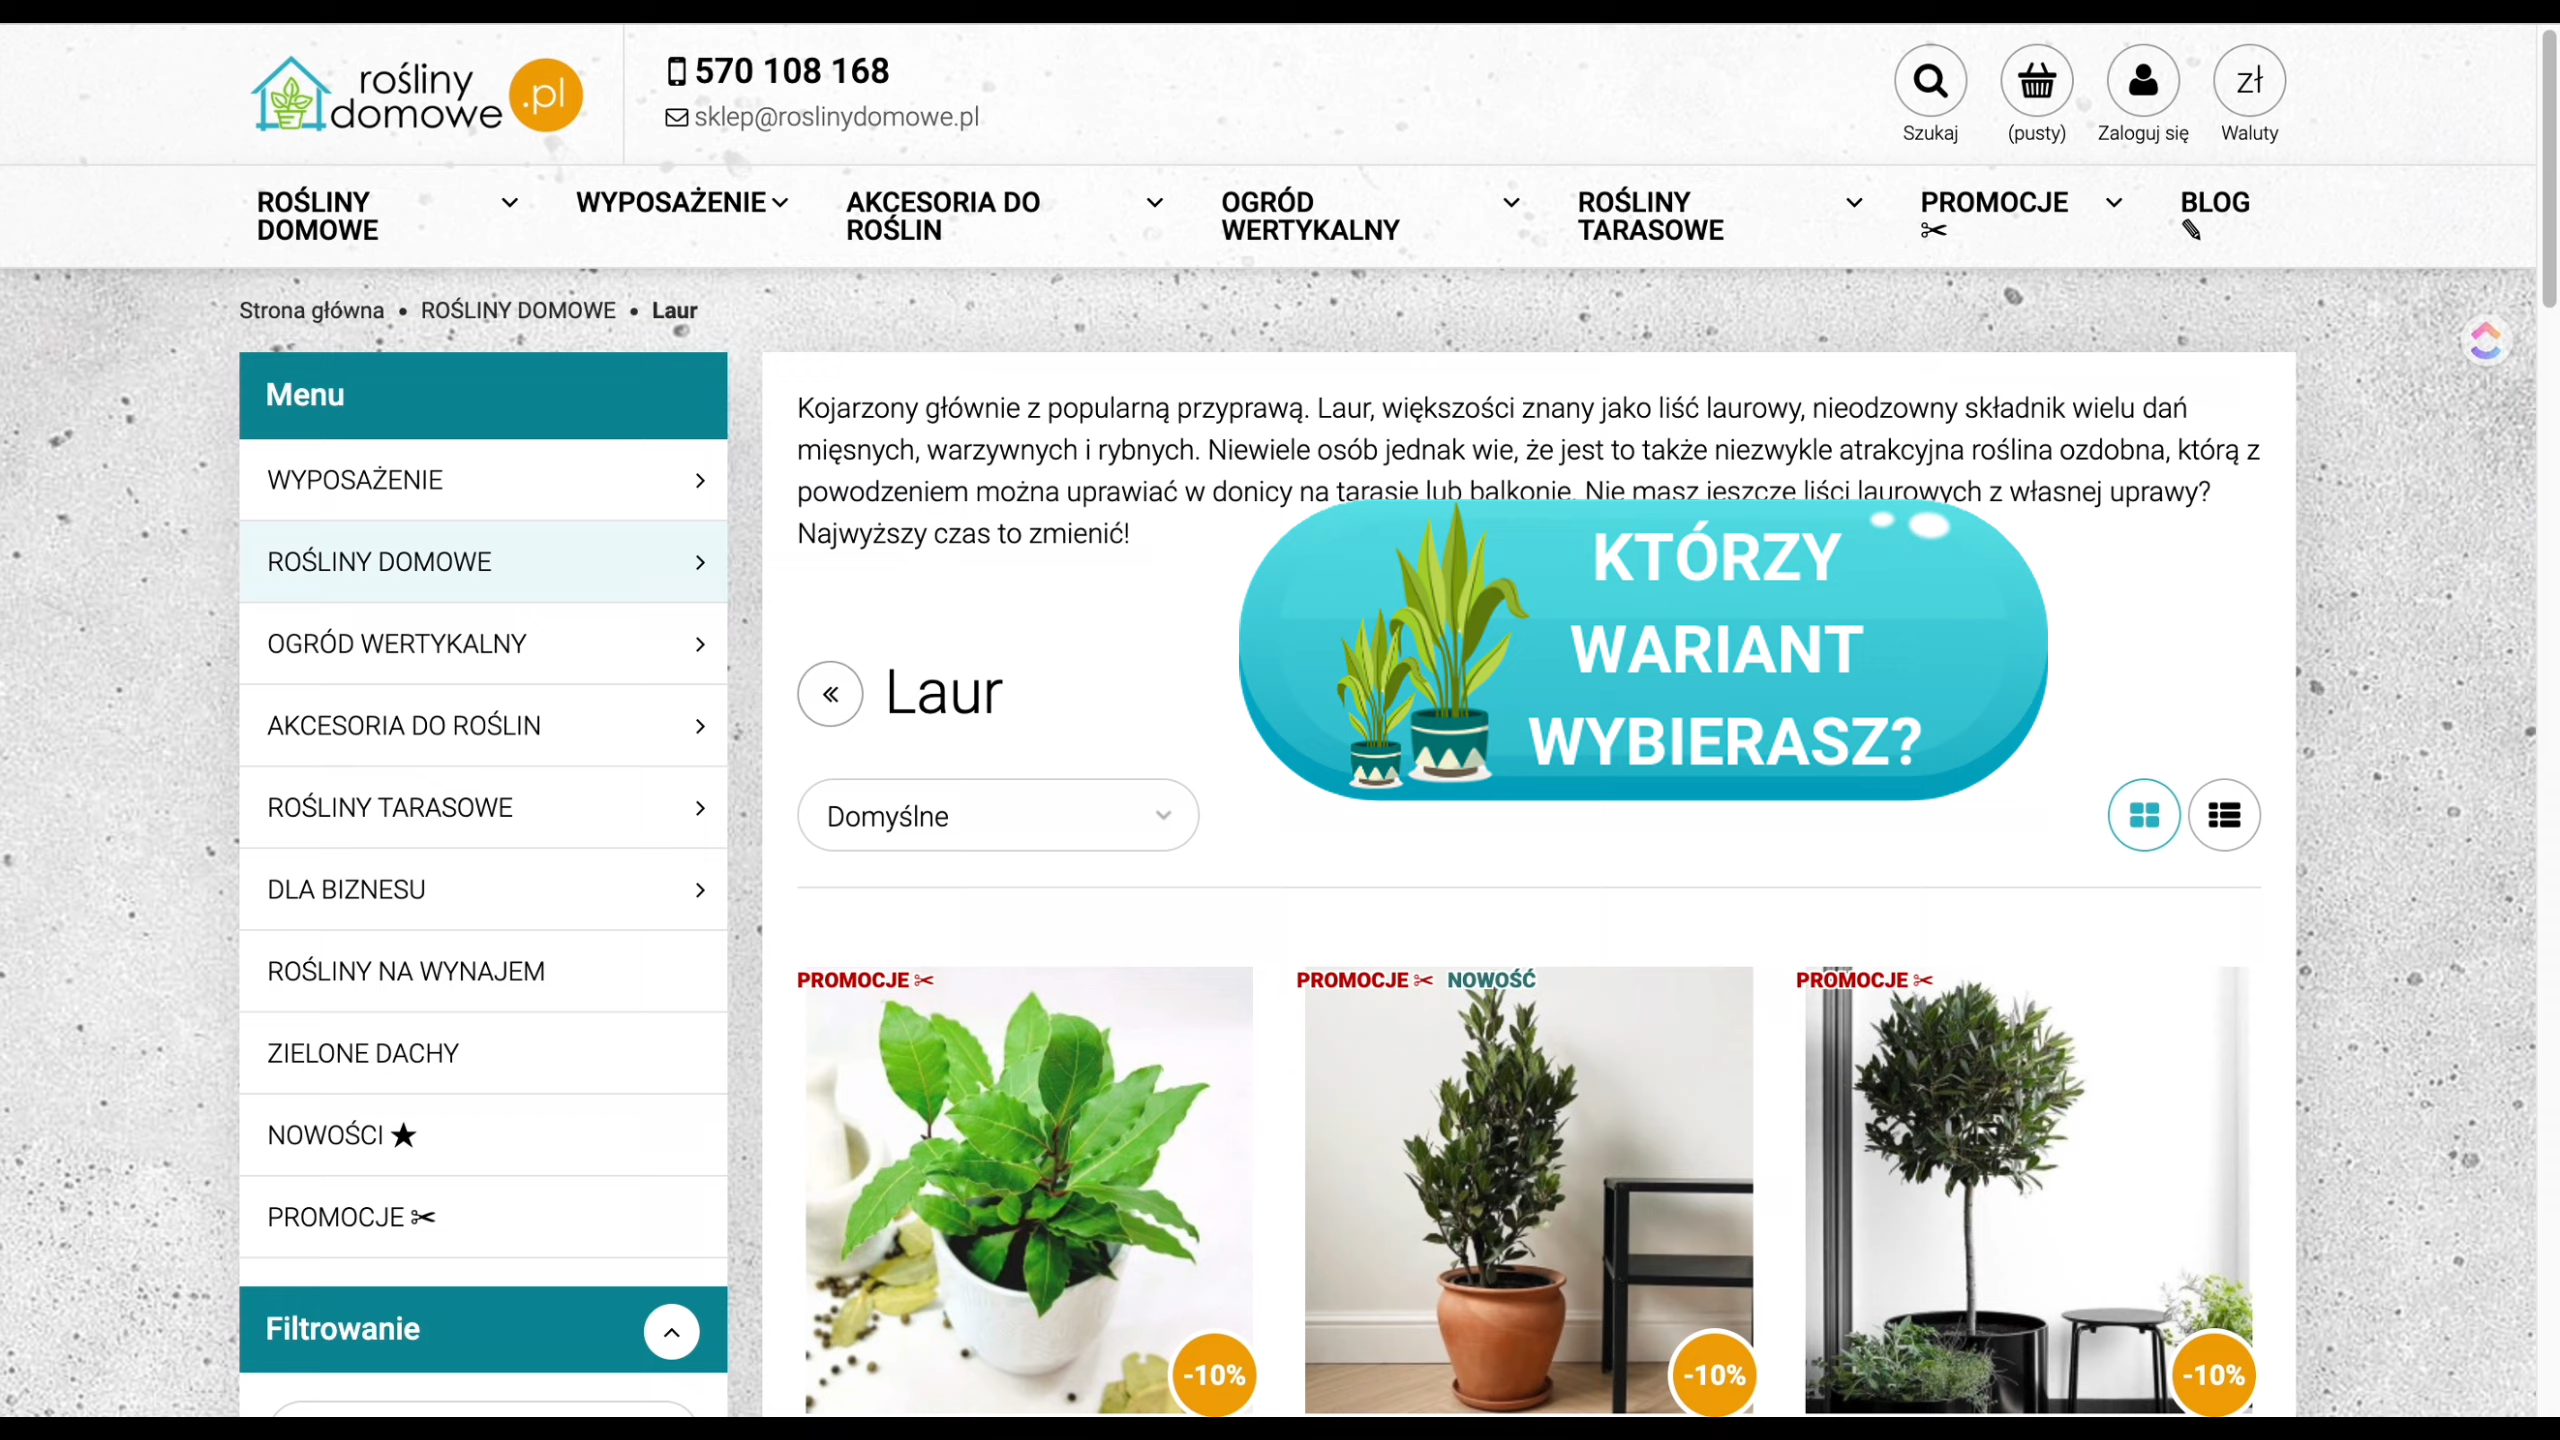 rośliny
domowe
.pl
570 108 168
sklep@roslinydomowe.pl
Szukaj
(pusty)
Zaloguj się
zł
Waluty
ROŚLINY
DOMOWE
WYPOSAŻENIE
AKCESORIA DO
ROŚLIN
OGRÓD
WERTYKALNY
ROŚLINY
TARASOWE
PROMOCJE
BLOG
Strona główna • ROŚLINY DOMOWE • Laur
Menu
WYPOSAŻENIE
ROŚLINY DOMOWE
OGRÓD WERTYKALNY
AKCESORIA DO ROŚLIN
ROŚLINY TARASOWE
DLA BIZNESU
ROŚLINY NA WYNAJEM
ZIELONE DACHY
NOWOŚCI ★
PROMOCJE ✂
Filtrowanie
Kojarzony głównie z popularną przyprawą. Laur, większości znany jako liść laurowy, nieodzowny składnik wielu dań
mięsnych, warzywnych i rybnych. Niewiele osób jednak wie, że jest to także niezwykle atrakcyjna roślina ozdobna, którą z
powodzeniem można uprawiać w donicy na tarasie lub balkonie. Nie masz jeszcze liści laurowych z własnej uprawy?
Najwyższy czas to zmienić!
KTÓRZY
WARIANT
WYBIERASZ?
« Laur
Domyślne
PROMOCJE ✂
PROMOCJE ✂ NOWOŚĆ
PROMOCJE ✂
-10%
-10%
-10%